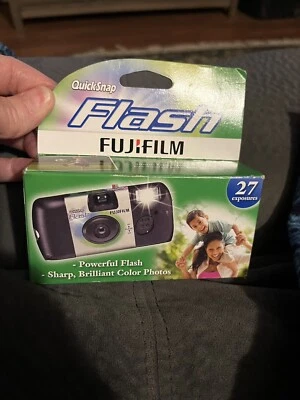 QuickSnap
Flash
FUJIFILM
27
exposures
FUJIFILM
- Powerful Flash
- Sharp, Brilliant Color Photos